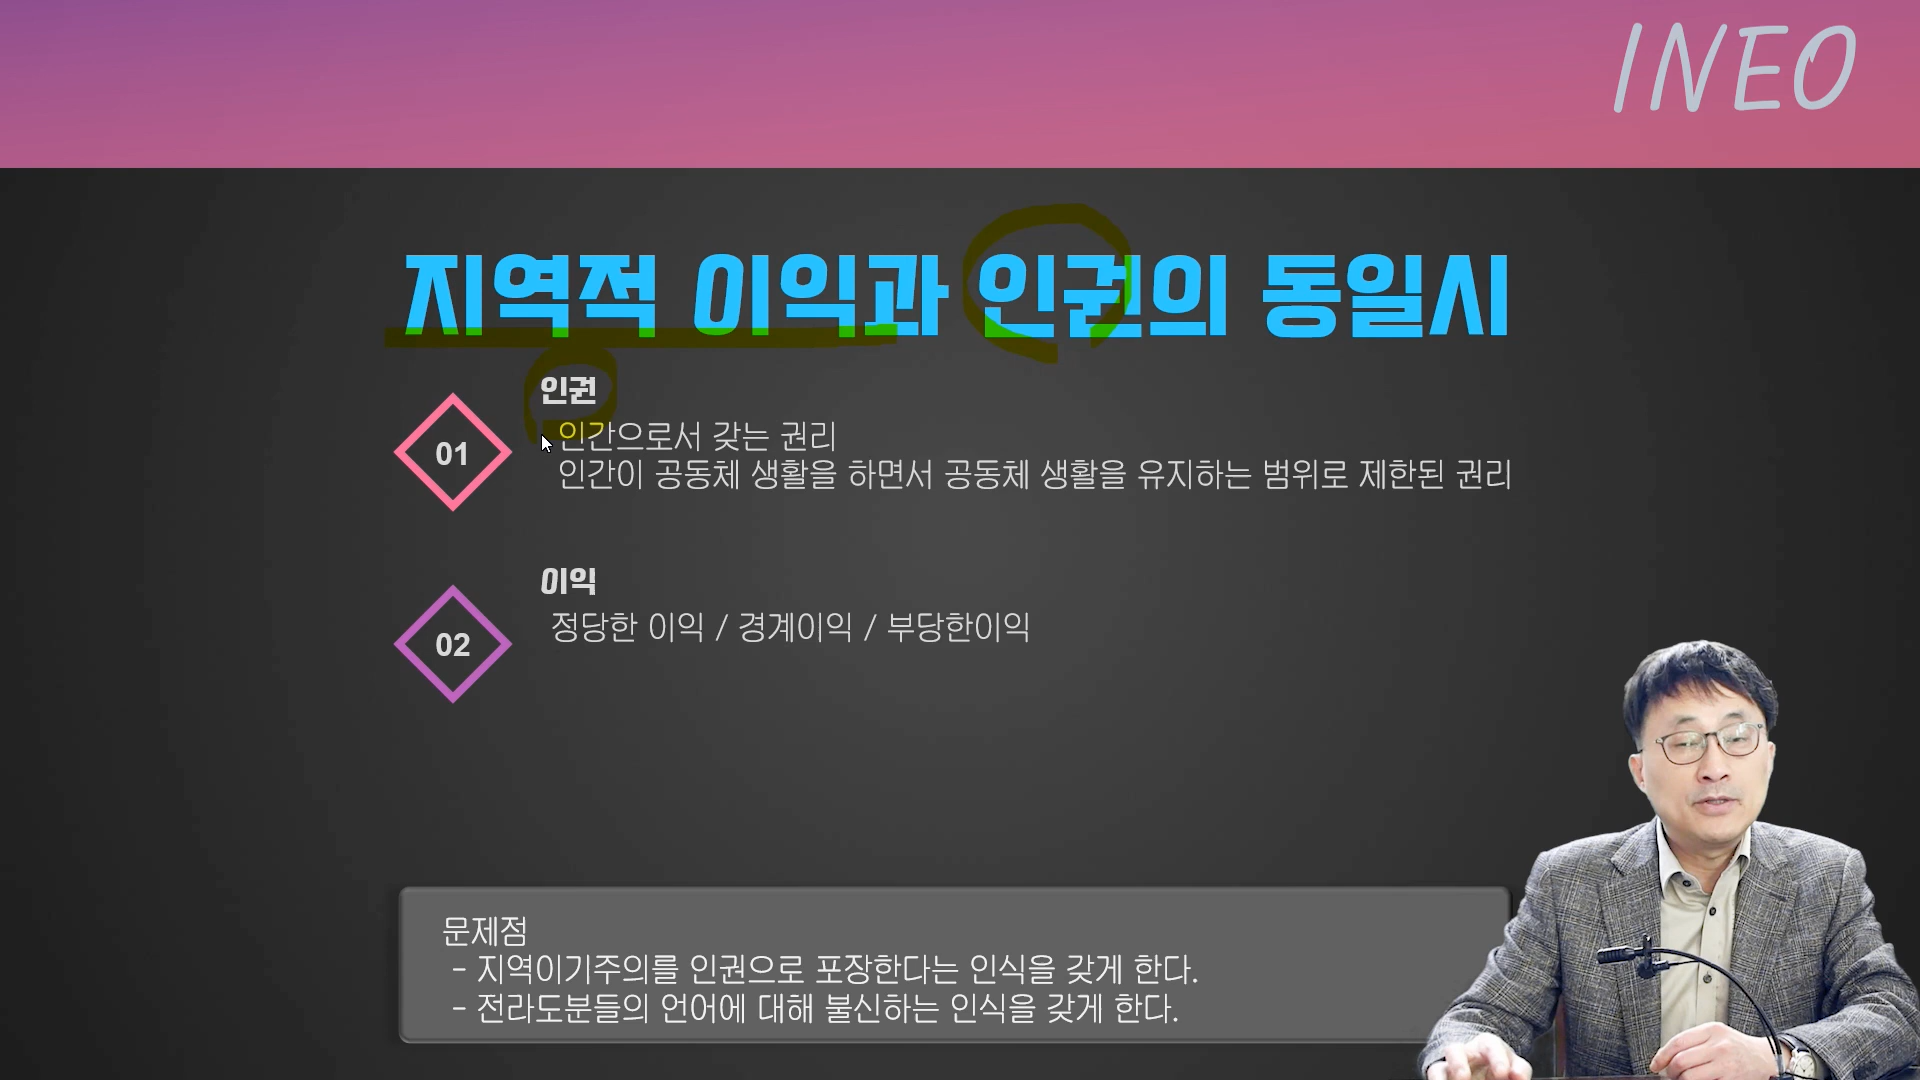 INEO
지역적 이익과 인권의 동일시
인권
01
인간으로서 갖는 권리
인간이 공동체 생활을 하면서 공동체 생활을 유지하는 범위로 제한된 권리
이익
02
정당한 이익 / 경계이익 / 부당한이익
문제점
- 지역이기주의를 인권으로 포장한다는 인식을 갖게 한다.
- 전라도분들의 언어에 대해 불신하는 인식을 갖게 한다.